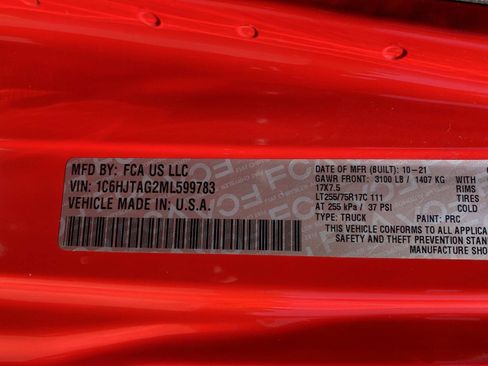 MFD BY: FCA US LLC
VIN: 1C6HJTAG2ML599783
VEHICLE MADE IN: U.S.A.
DATE OF MFR (BUILT): 10-21
GAWR FRONT: 3100 LB / 1407 KG
17X7.5
RIMS
LT255/75R17C 111
TIRES
AT 255 kPa / 37 PSI
COLD
TYPE: TRUCK PAINT: PRC
THIS VEHICLE CONFORMS TO ALL APPLICA
SAFETY AND THEFT PREVENTION STAN
MANUFACTURE SHO